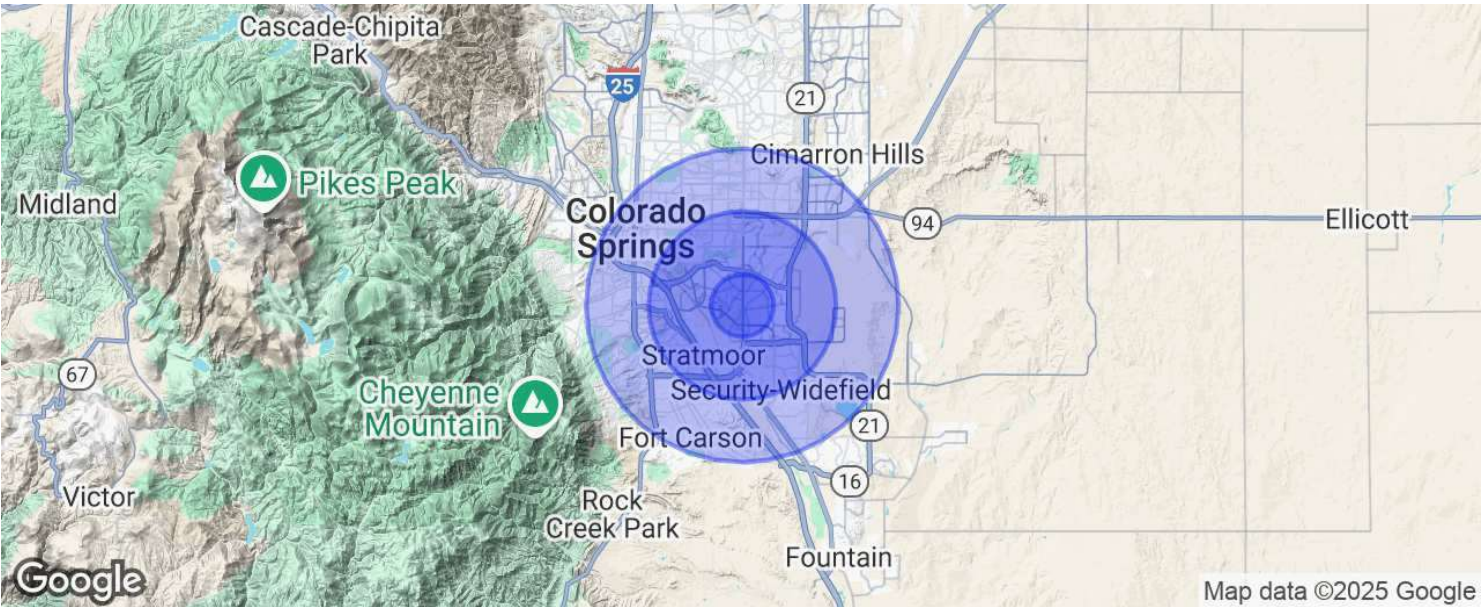 Cascade-Chipita
Park
25
21
Cimarron Hills
Pikes Peak
Midland
Colorado
Springs
94
Ellicott
Stratmoor
67
Cheyenne
Mountain
Security-Widefield
21
Fort Carson
16
Victor
Rock
Creek Park
Fountain
Google
Map data ©2025 Google